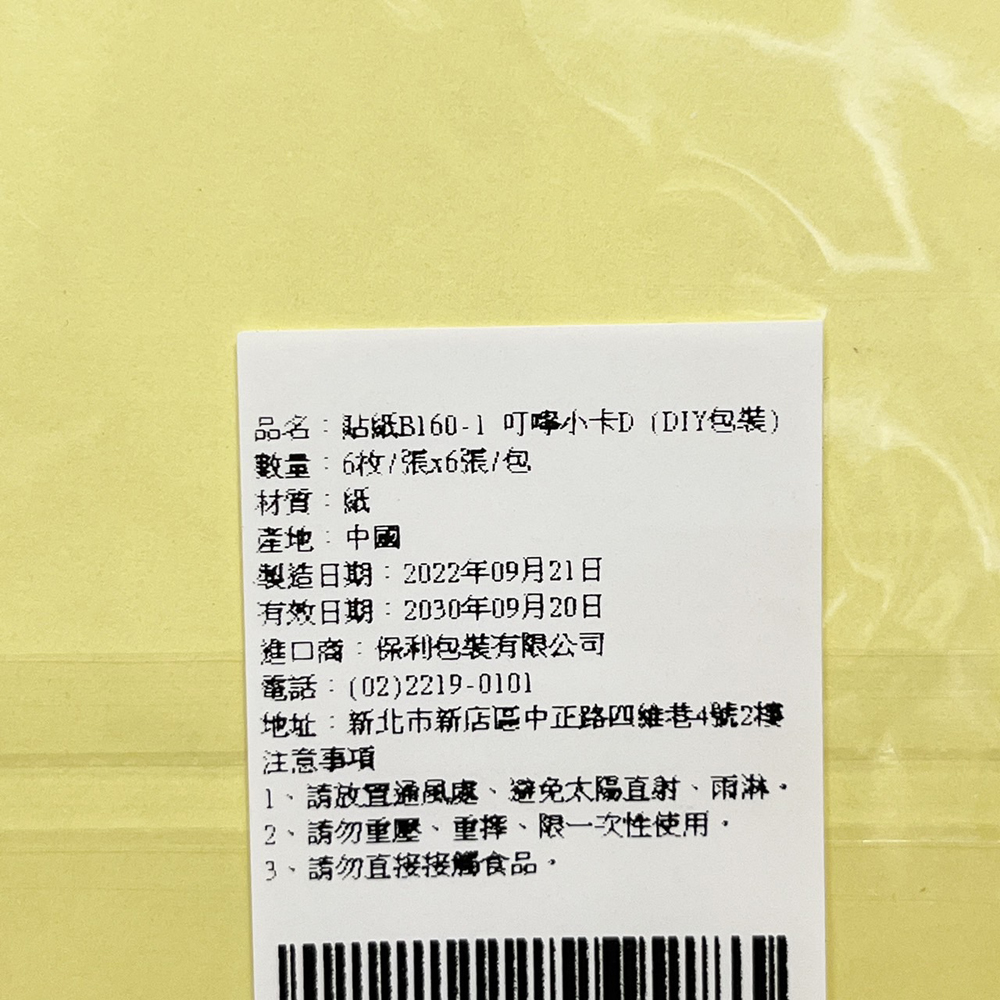 品名：貼紙B160-1 叮嚀小卡D (DIY包裝)
數量：6枚/張x6張/包
材質：紙
產地：中國
製造日期：2022年09月21日
有效日期：2030年09月20日
進口商：保利包裝有限公司
電話：(02)2219-0101
地址：新北市新店區中正路四維巷4號2樓
注意事項
1、請放置通風處、避免太陽直射、雨淋。
2、請勿重壓、重摔、限一次性使用。
3、請勿直接接觸食品。